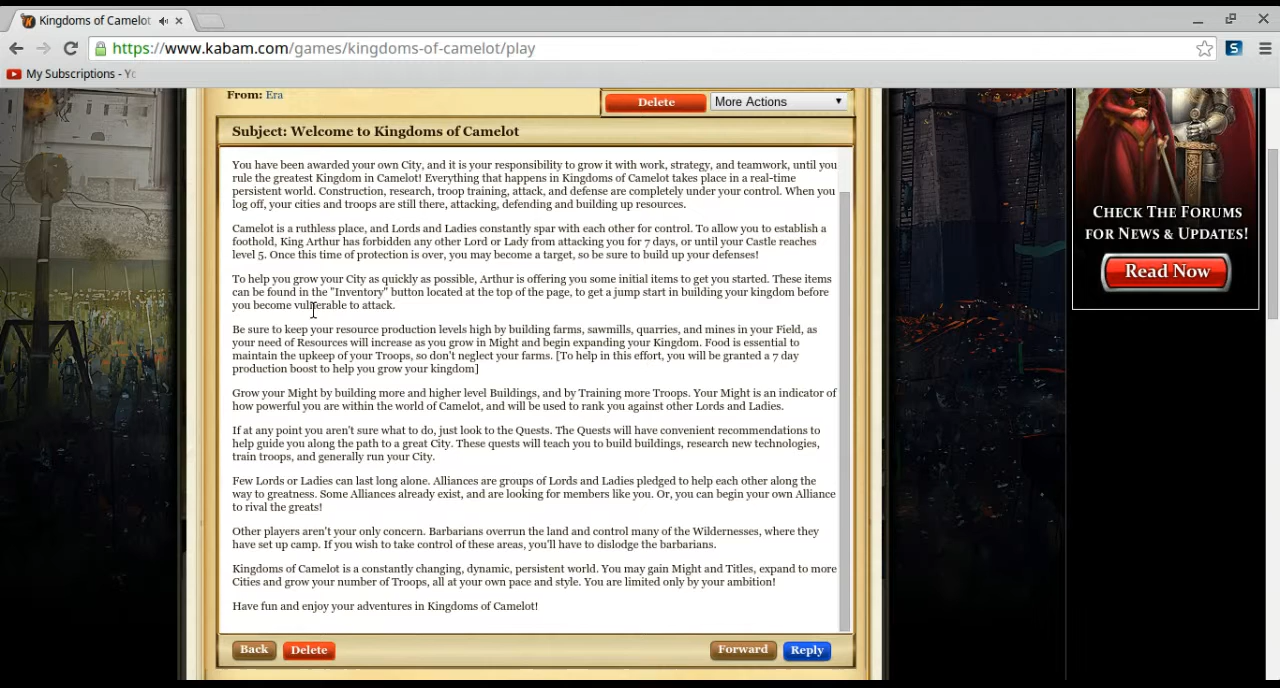 Kingdoms of Camelot
https://www.kabam.com/games/kingdoms-of-camelot/play
S
My Subscriptions - Yo
From: Era
Delete
More Actions
Subject: Welcome to Kingdoms of Camelot
You have been awarded your own City, and it is your responsibility to grow it with work, strategy, and teamwork, until you
rule the greatest Kingdom in Camelot! Everything that happens in Kingdoms of Camelot takes place in a real-time
persistent world. Construction, research, troop training, attack, and defense are completely under your control. When you
log off, your cities and troops are still there, attacking, defending and building up resources.
Camelot is a ruthless place, and Lords and Ladies constantly spar with each other for control. To allow you to establish a
foothold, King Arthur has forbidden any other Lord or Lady from attacking you for 7 days, or until your Castle reaches
level 5. Once this time of protection is over, you may become a target, so be sure to build up your defenses!
To help you grow your City as quickly as possible, Arthur is offering you some initial items to get you started. These items
can be found in the "Inventory" button located at the top of the page, to get a jump start in building your kingdom before
you become vulnerable to attack.
Be sure to keep your resource production levels high by building farms, sawmills, quarries, and mines in your Field, as
your need of Resources will increase as you grow in Might and begin expanding your Kingdom. Food is essential to
maintain the upkeep of your Troops, so don't neglect your farms. [To help in this effort, you will be granted a 7 day
production boost to help you grow your kingdom]
Grow your Might by building more and higher level Buildings, and by Training more Troops. Your Might is an indicator of
how powerful you are within the world of Camelot, and will be used to rank you against other Lords and Ladies.
If at any point you aren't sure what to do, just look to the Quests. The Quests will have convenient recommendations to
help guide you along the path to a great City. These quests will teach you to build buildings, research new technologies,
train troops, and generally run your City.
Few Lords or Ladies can last long alone. Alliances are groups of Lords and Ladies pledged to help each other along the
way to greatness. Some Alliances already exist, and are looking for members like you. Or, you can begin your own Alliance
to rival the greats!
Other players aren't your only concern. Barbarians overrun the land and control many of the Wildernesses, where they
have set up camp. If you wish to take control of these areas, you'll have to dislodge the barbarians.
Kingdoms of Camelot is a constantly changing, dynamic, persistent world. You may gain Might and Titles, expand to more
Cities and grow your number of Troops, all at your own pace and style. You are limited only by your ambition!
Have fun and enjoy your adventures in Kingdoms of Camelot!
Back
Delete
Forward
Reply
CHECK THE FORUMS
FOR NEWS & UPDATES!
Read Now